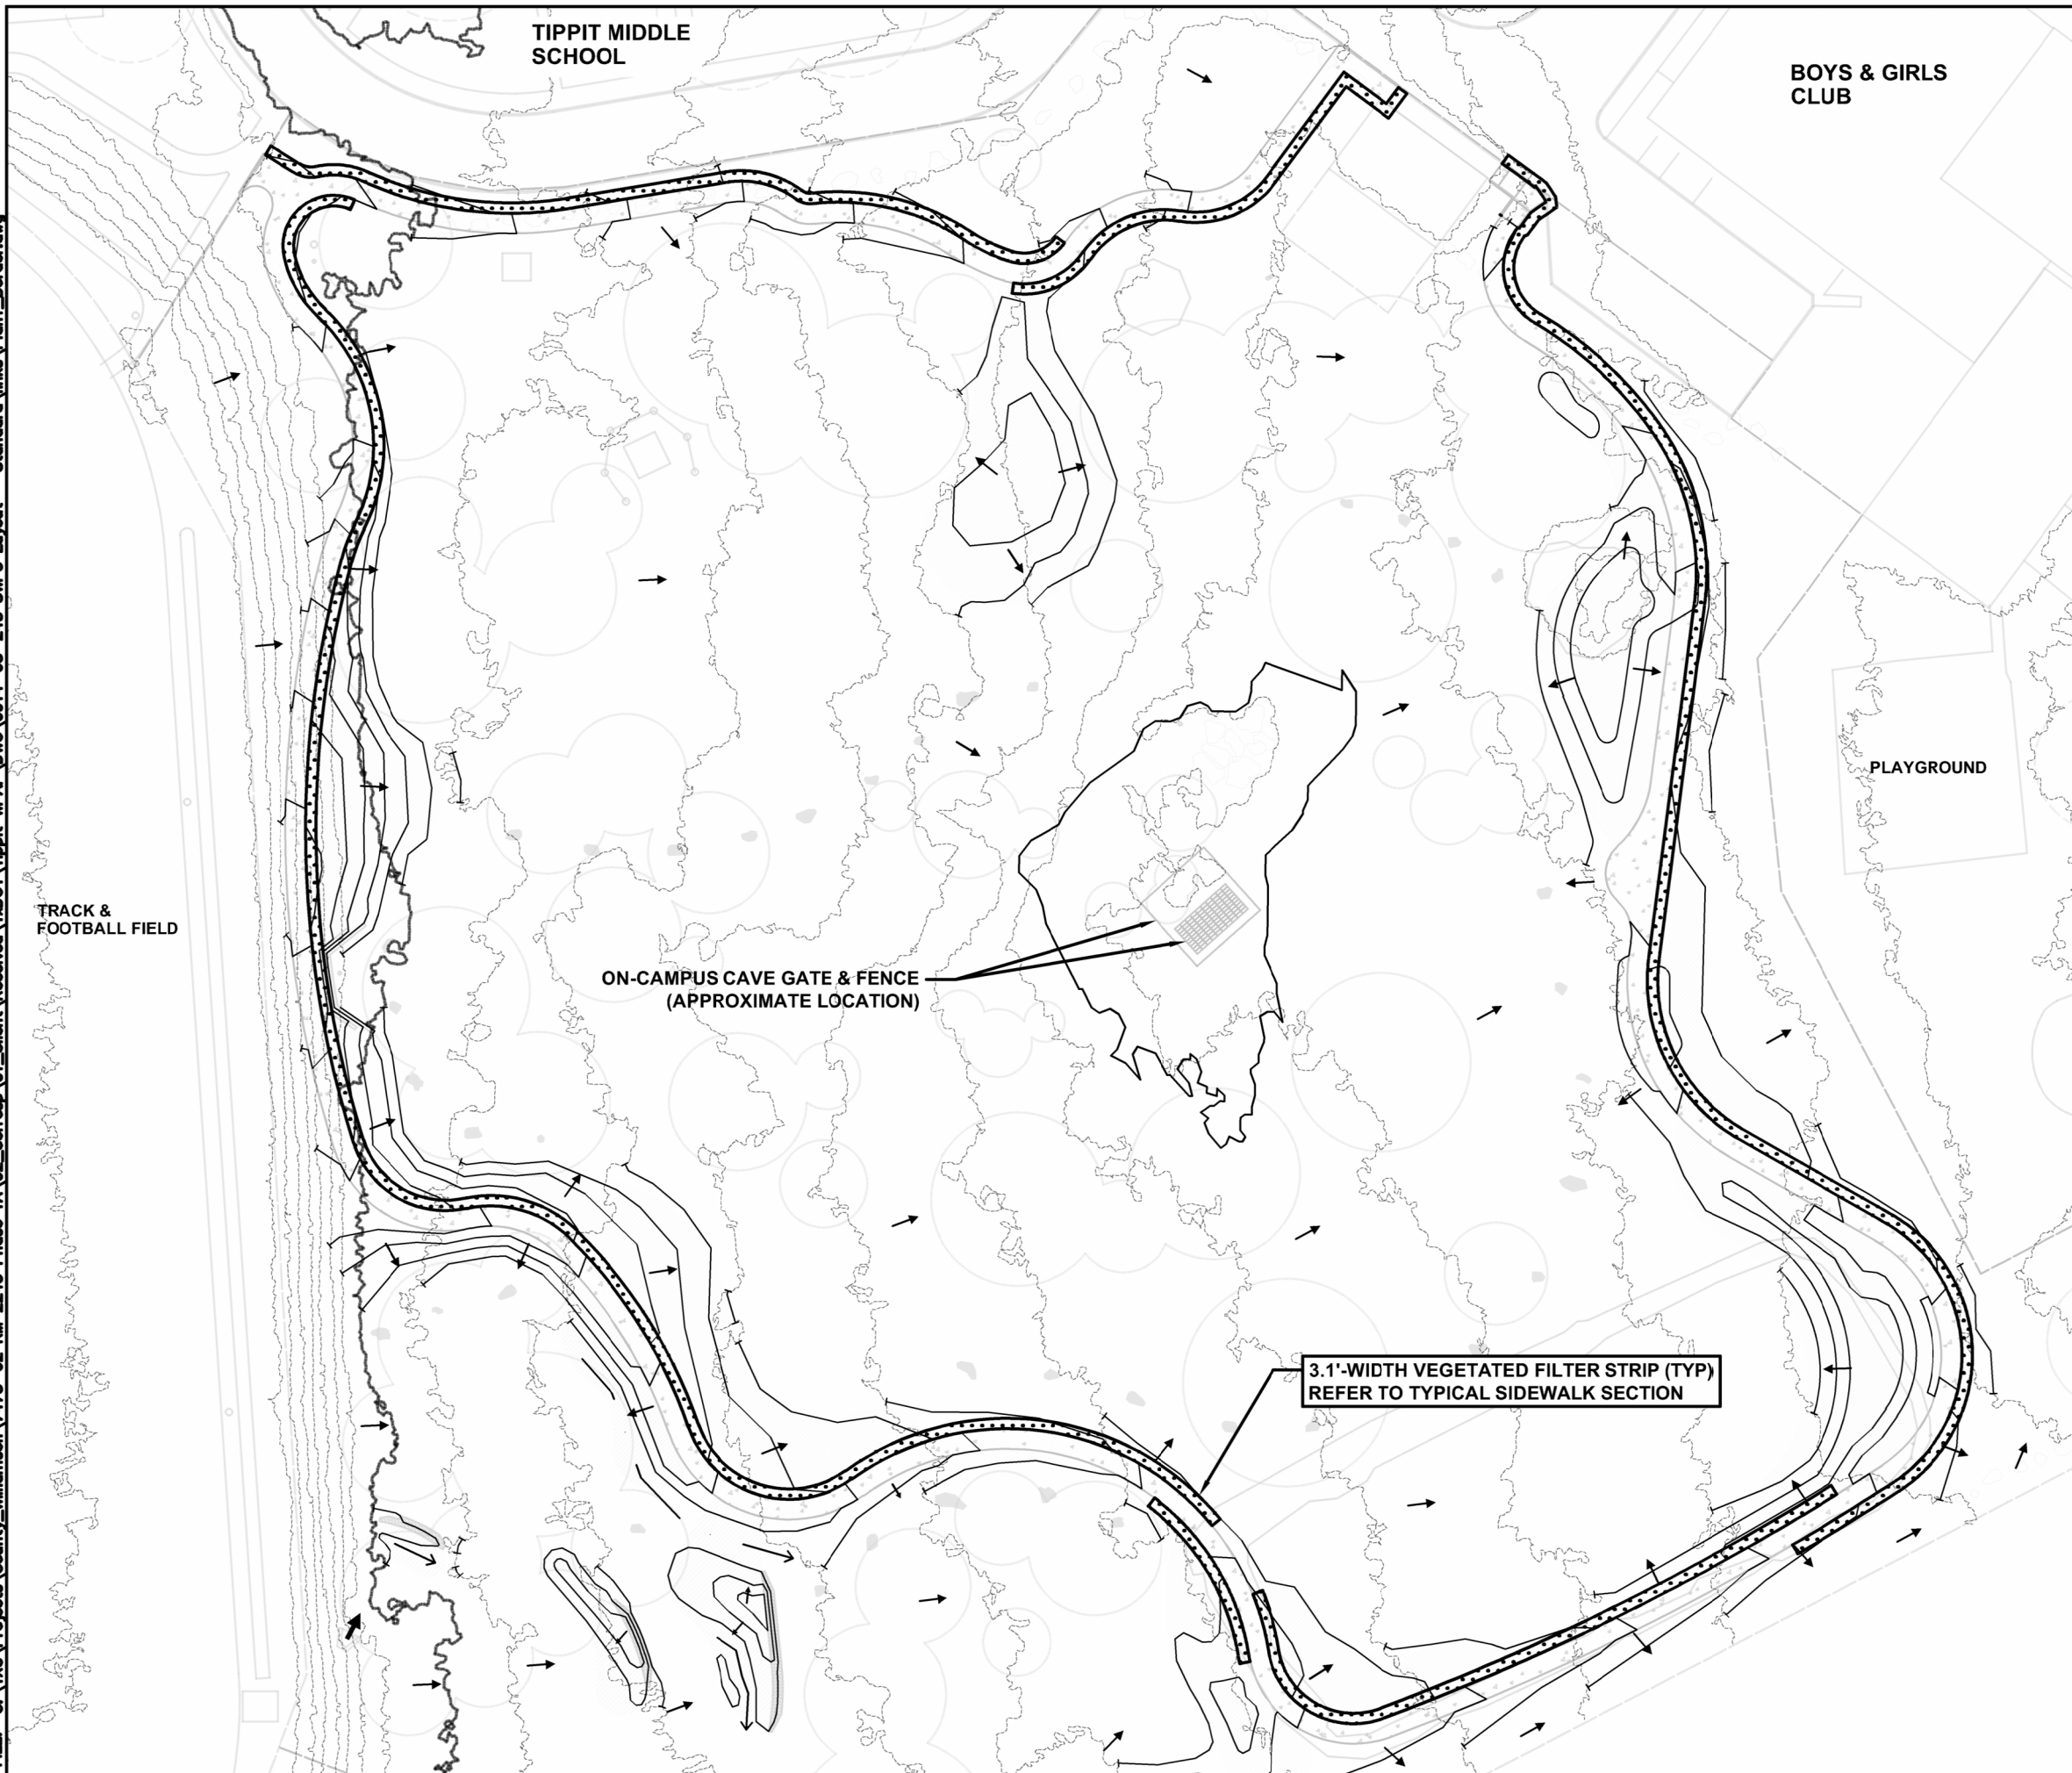 TIPPIT MIDDLE
SCHOOL
BOYS & GIRLS
CLUB
PLAYGROUND
TRACK &
FOOTBALL FIELD
ON-CAMPUS CAVE GATE & FENCE
(APPROXIMATE LOCATION)
3.1'-WIDTH VEGETATED FILTER STRIP (TYP)
REFER TO TYPICAL SIDEWALK SECTION